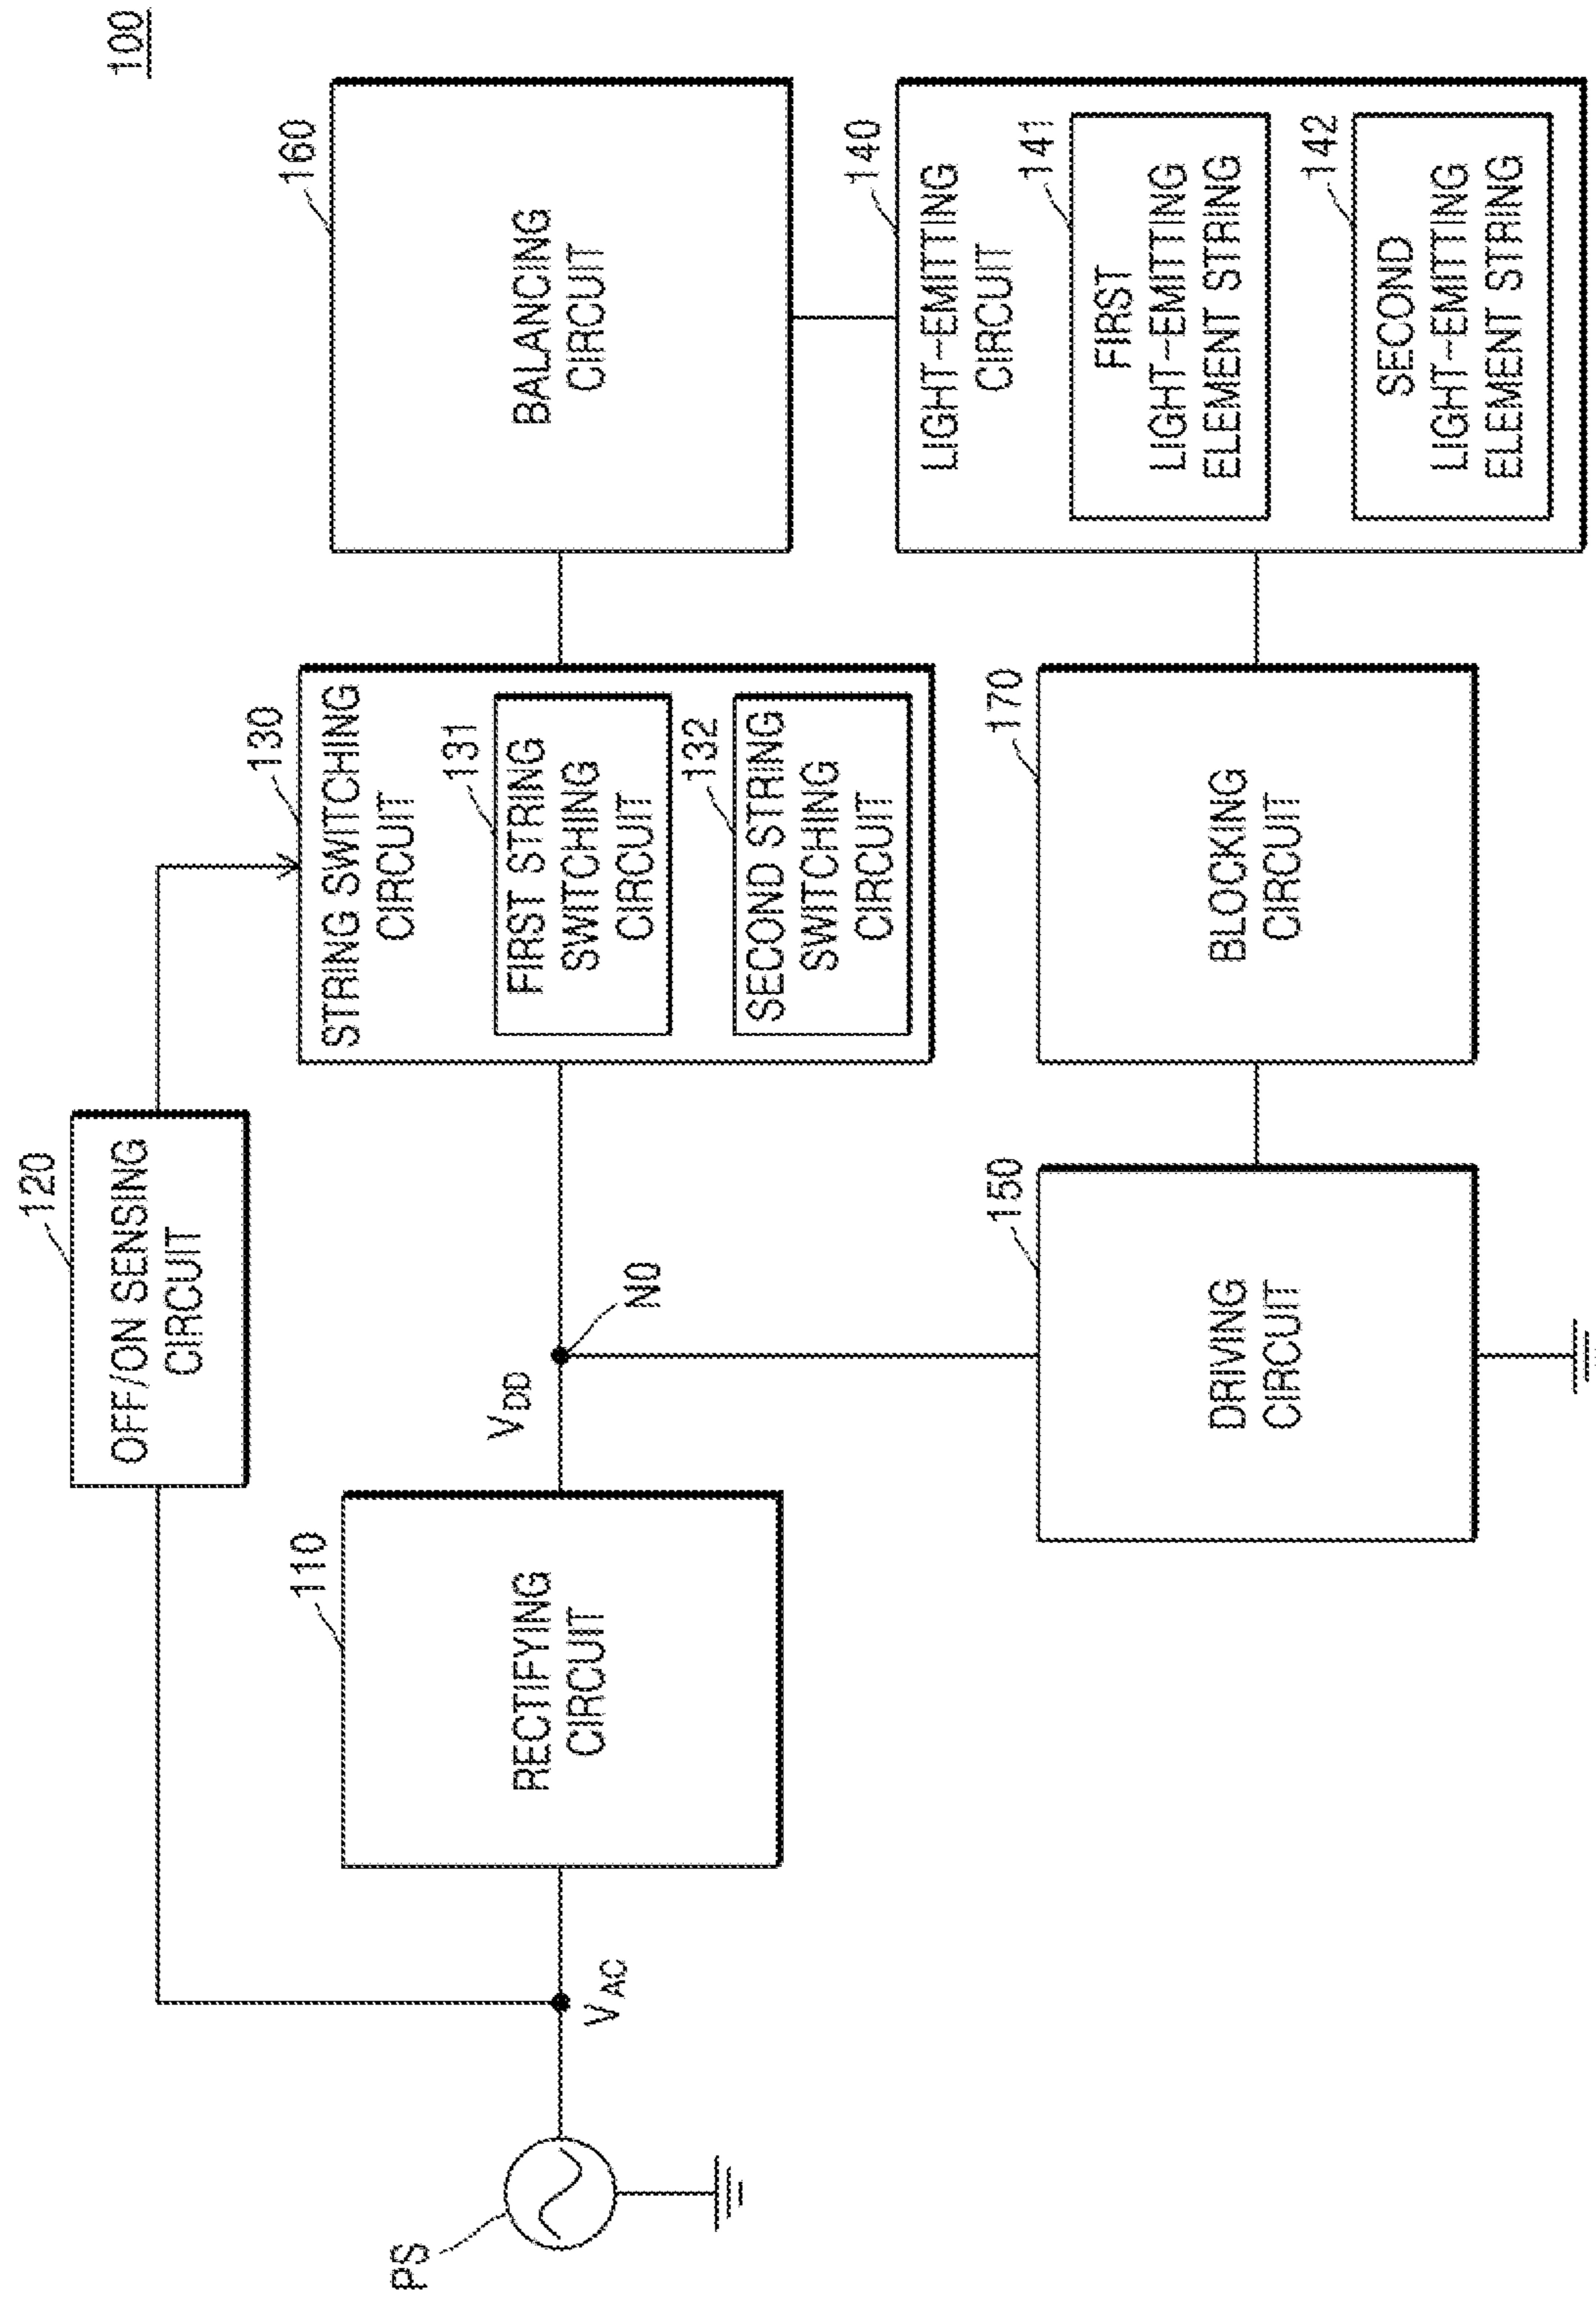 100
120
OFF/ON SENSING
CIRCUIT
PS
VAC
110
RECTIFYING
CIRCUIT
VDD
N0
130
STRING SWITCHING
CIRCUIT
131
FIRST STRING
SWITCHING
CIRCUIT
132
SECOND STRING
SWITCHING
CIRCUIT
160
BALANCING
CIRCUIT
150
DRIVING
CIRCUIT
170
BLOCKING
CIRCUIT
140
LIGHT-EMITTING
CIRCUIT
141
FIRST
LIGHT-EMITTING
ELEMENT STRING
142
SECOND
LIGHT-EMITTING
ELEMENT STRING